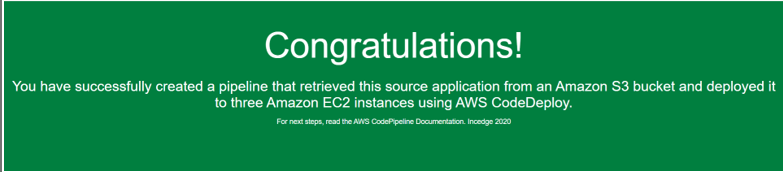 Congratulations!
You have successfully created a pipeline that retrieved this source application from an Amazon S3 bucket and deployed it
to three Amazon EC2 instances using AWS CodeDeploy.
For next steps, read the AWS CodePipeline Documentation. Incedge 2020